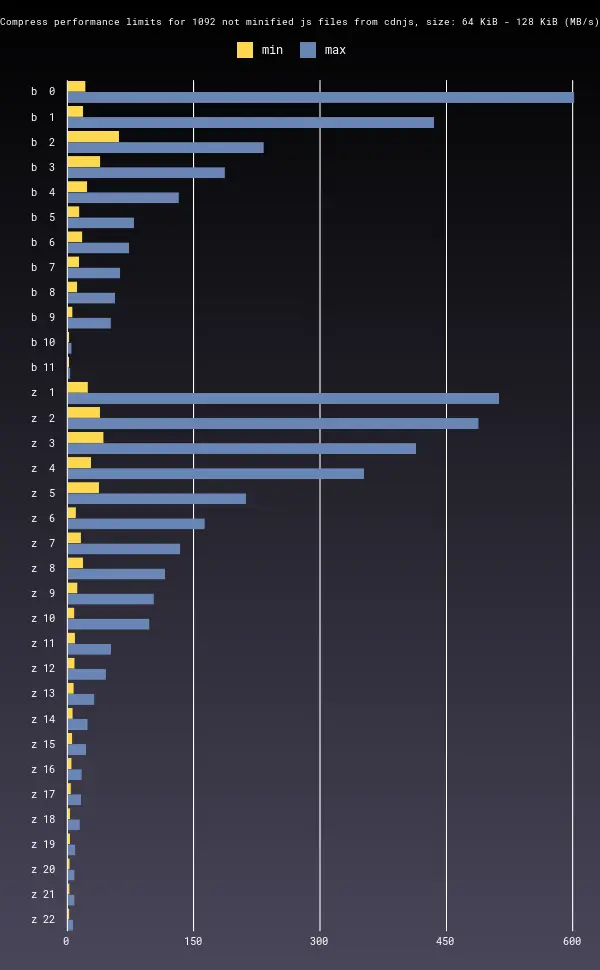 Compress performance limits for 1092 not minified js files from cdnjs, size: 64 KiB - 128 KiB (MB/s)
min max
b 0
b 1
b 2
b 3
b 4
b 5
b 6
b 7
b 8
b 9
b 10
b 11
z 1
z 2
z 3
z 4
z 5
z 6
z 7
z 8
z 9
z 10
z 11
z 12
z 13
z 14
z 15
z 16
z 17
z 18
z 19
z 20
z 21
z 22
0 150 300 450 600